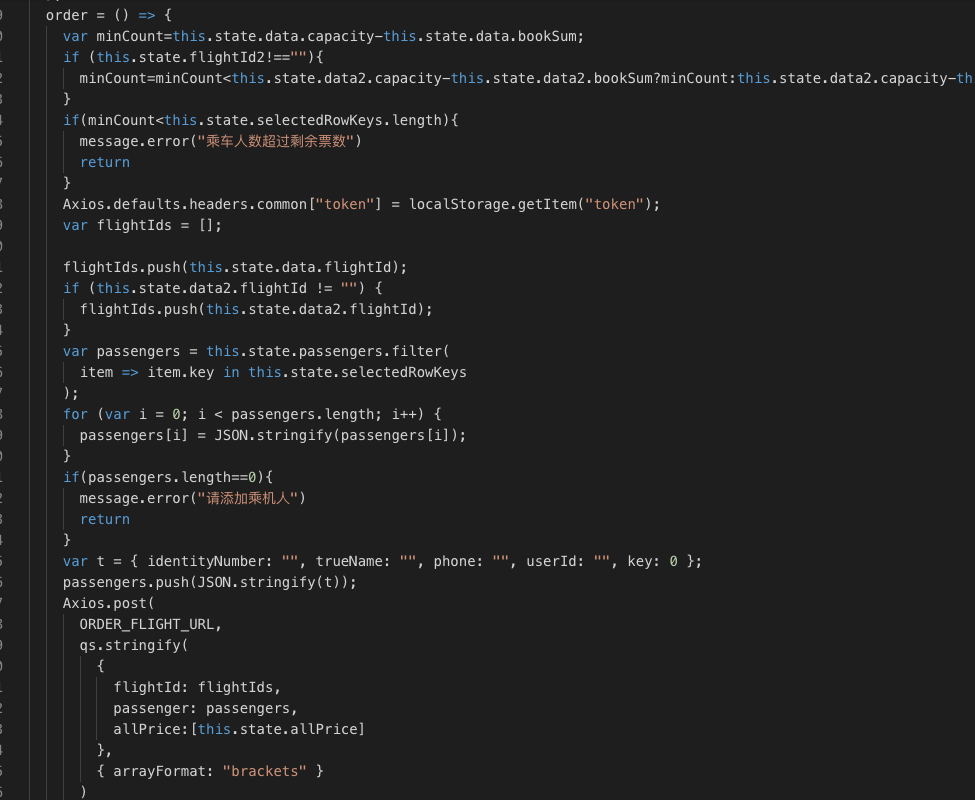 order = () => {
var minCount=this.state.data.capacity-this.state.data.bookSum;
if (this.state.flightId2!==""){
minCount=minCount<this.state.data2.capacity-this.state.data2.bookSum?minCount:this.state.data2.capacity-th
}
if(minCount<this.state.selectedRowKeys.length){
message.error("乘车人数超过剩余票数")
return
}
Axios.defaults.headers.common["token"] = localStorage.getItem("token");
var flightIds = [];
flightIds.push(this.state.data.flightId);
if (this.state.data2.flightId != "") {
flightIds.push(this.state.data2.flightId);
}
var passengers = this.state.passengers.filter(
item => item.key in this.state.selectedRowKeys
);
for (var i = 0; i < passengers.length; i++) {
passengers[i] = JSON.stringify(passengers[i]);
}
if(passengers.length==0){
message.error("请添加乘机人")
return
}
var t = { identityNumber: "", trueName: "", phone: "", userId: "", key: 0 };
passengers.push(JSON.stringify(t));
Axios.post(
ORDER_FLIGHT_URL,
qs.stringify(
{
flightId: flightIds,
passenger: passengers,
allPrice:[this.state.allPrice]
},
{ arrayFormat: "brackets" }
)